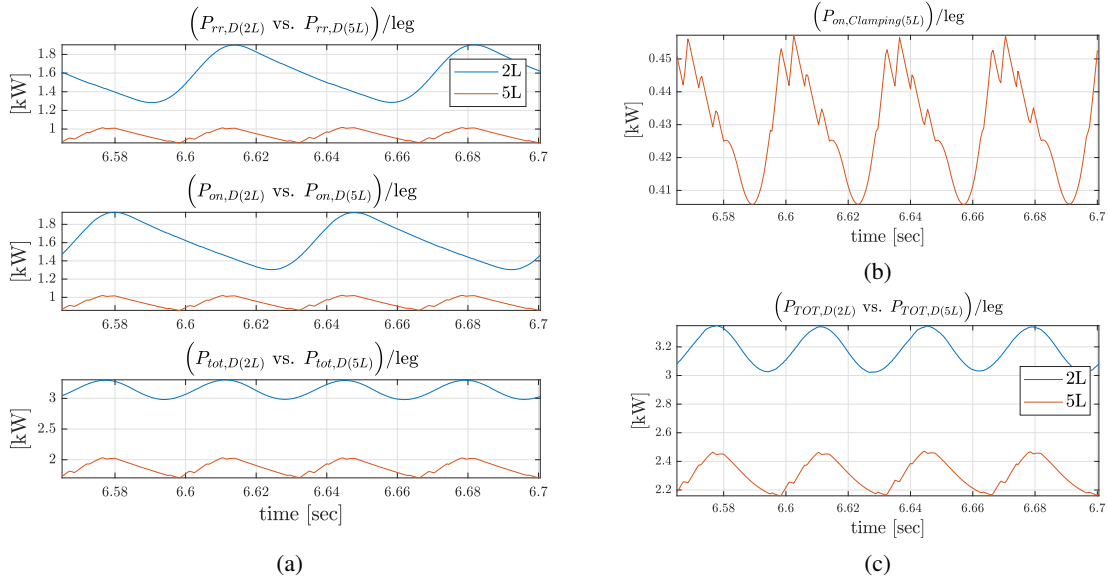 (P_{rr,D(2L)} vs. P_{rr,D(5L)})/leg
[kW]
1.8
1.6
1.4
1.2
1
2L
5L
6.58 6.6 6.62 6.64 6.66 6.68 6.7
(P_{on,D(2L)} vs. P_{on,D(5L)})/leg
[kW]
1.8
1.6
1.4
1.2
1
6.58 6.6 6.62 6.64 6.66 6.68 6.7
(P_{tot,D(2L)} vs. P_{tot,D(5L)})/leg
[kW]
3
2
6.58 6.6 6.62 6.64 6.66 6.68 6.7
time [sec]
(a)
(P_{on,Clamping(5L)})/leg
[kW]
0.45
0.44
0.43
0.42
0.41
6.58 6.6 6.62 6.64 6.66 6.68 6.7
time [sec]
(b)
(P_{TOT,D(2L)} vs. P_{TOT,D(5L)})/leg
[kW]
3.2
3
2.8
2.6
2.4
2.2
2L
5L
6.58 6.6 6.62 6.64 6.66 6.68 6.7
time [sec]
(c)